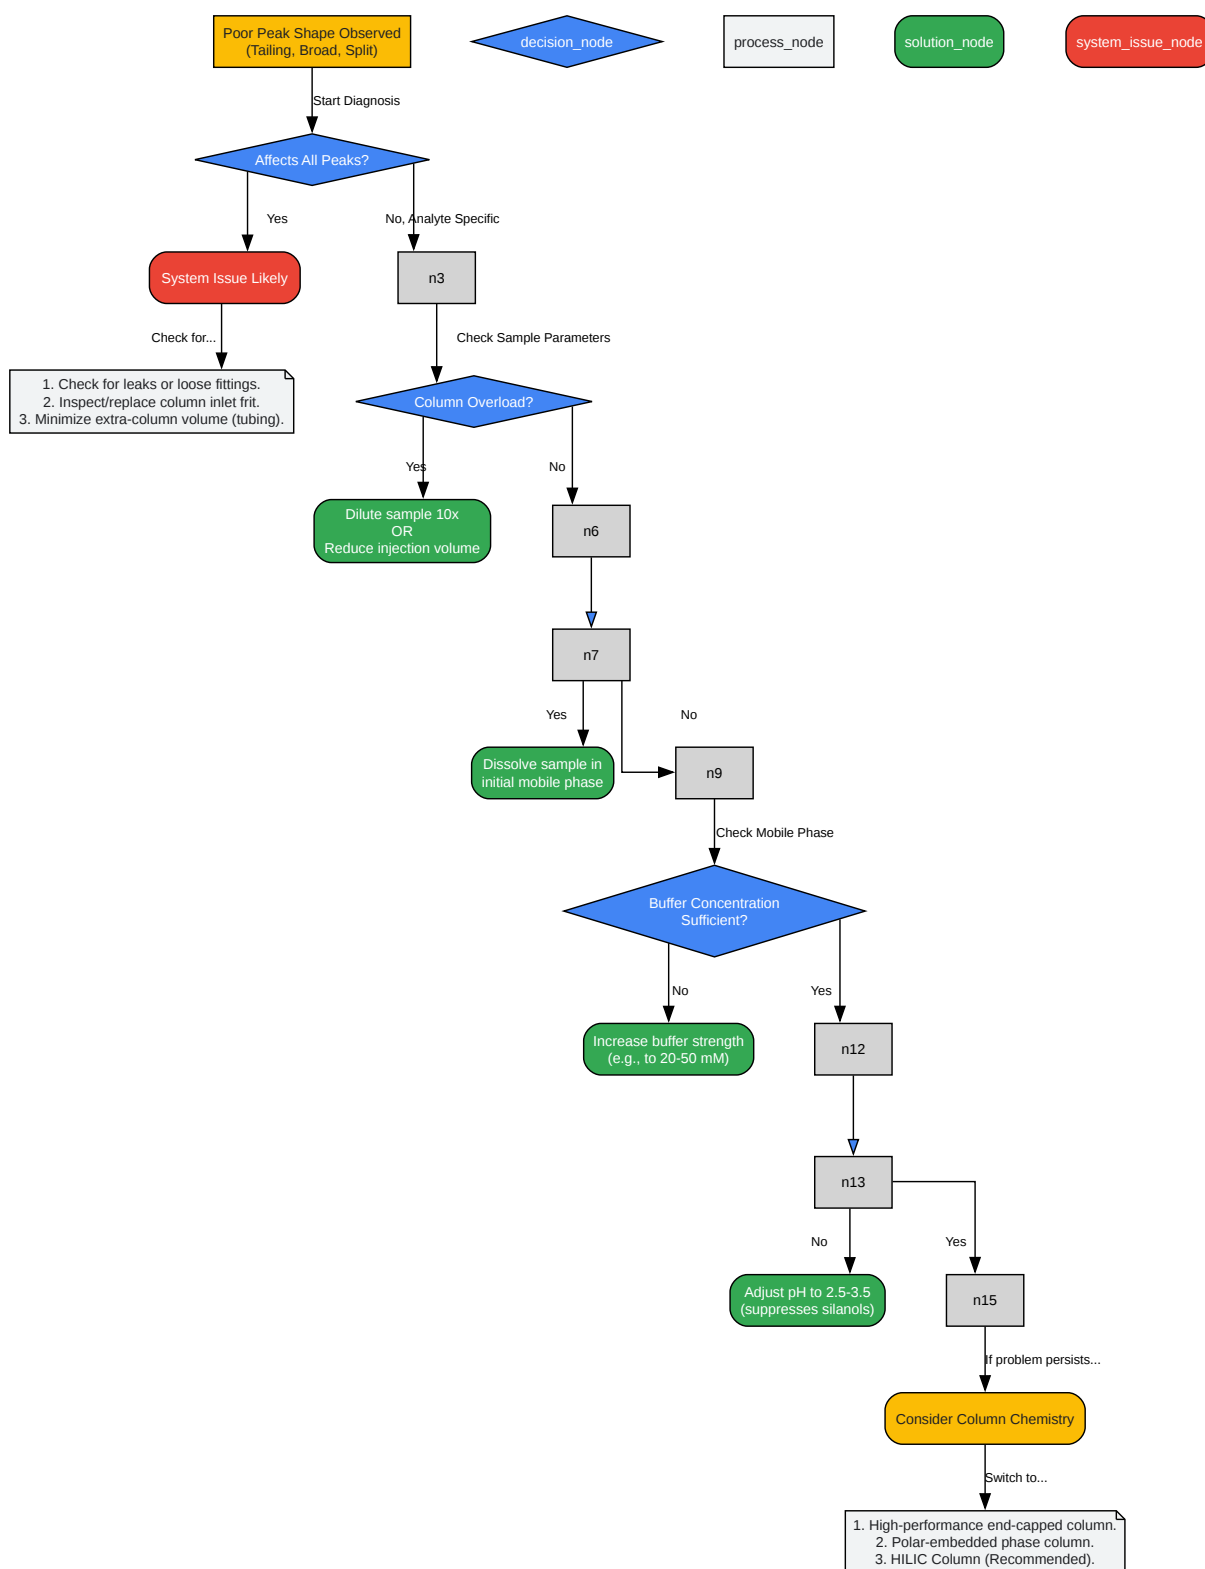 Poor Peak Shape Observed
(Tailing, Broad, Split)
decision_node
process_node
solution_node
system_issue_node
Start Diagnosis
Affects All Peaks?
Yes
No, Analyte Specific
System Issue Likely
n3
Check for...
Check Sample Parameters
1. Check for leaks or loose fittings.
2. Inspect/replace column inlet frit.
3. Minimize extra-column volume (tubing).
Column Overload?
Yes
No
Dilute sample 10x
OR
Reduce injection volume
n6
n7
Yes
No
Dissolve sample in
initial mobile phase
n9
Check Mobile Phase
Buffer Concentration
Sufficient?
No
Yes
Increase buffer strength
(e.g., to 20-50 mM)
n12
n13
No
Yes
Adjust pH to 2.5-3.5
(suppresses silanols)
n15
If problem persists...
Consider Column Chemistry
Switch to...
1. High-performance end-capped column.
2. Polar-embedded phase column.
3. HILIC Column (Recommended).